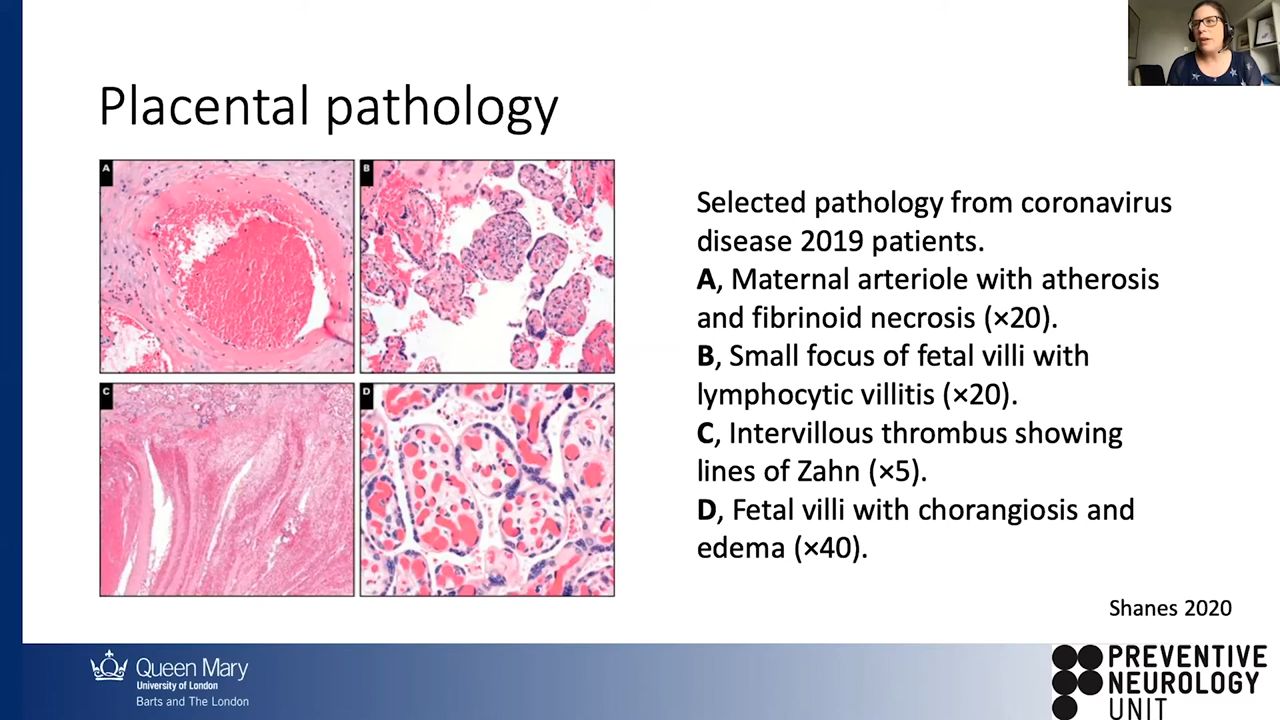 Placental pathology
A
B
C
D
Selected pathology from coronavirus
disease 2019 patients.
A, Maternal arteriole with atherosis
and fibrinoid necrosis (×20).
B, Small focus of fetal villi with
lymphocytic villitis (×20).
C, Intervillous thrombus showing
lines of Zahn (×5).
D, Fetal villi with chorangiosis and
edema (×40).
Shanes 2020
Queen Mary
University of London
Barts and The London
PREVENTIVE
NEUROLOGY
UNIT